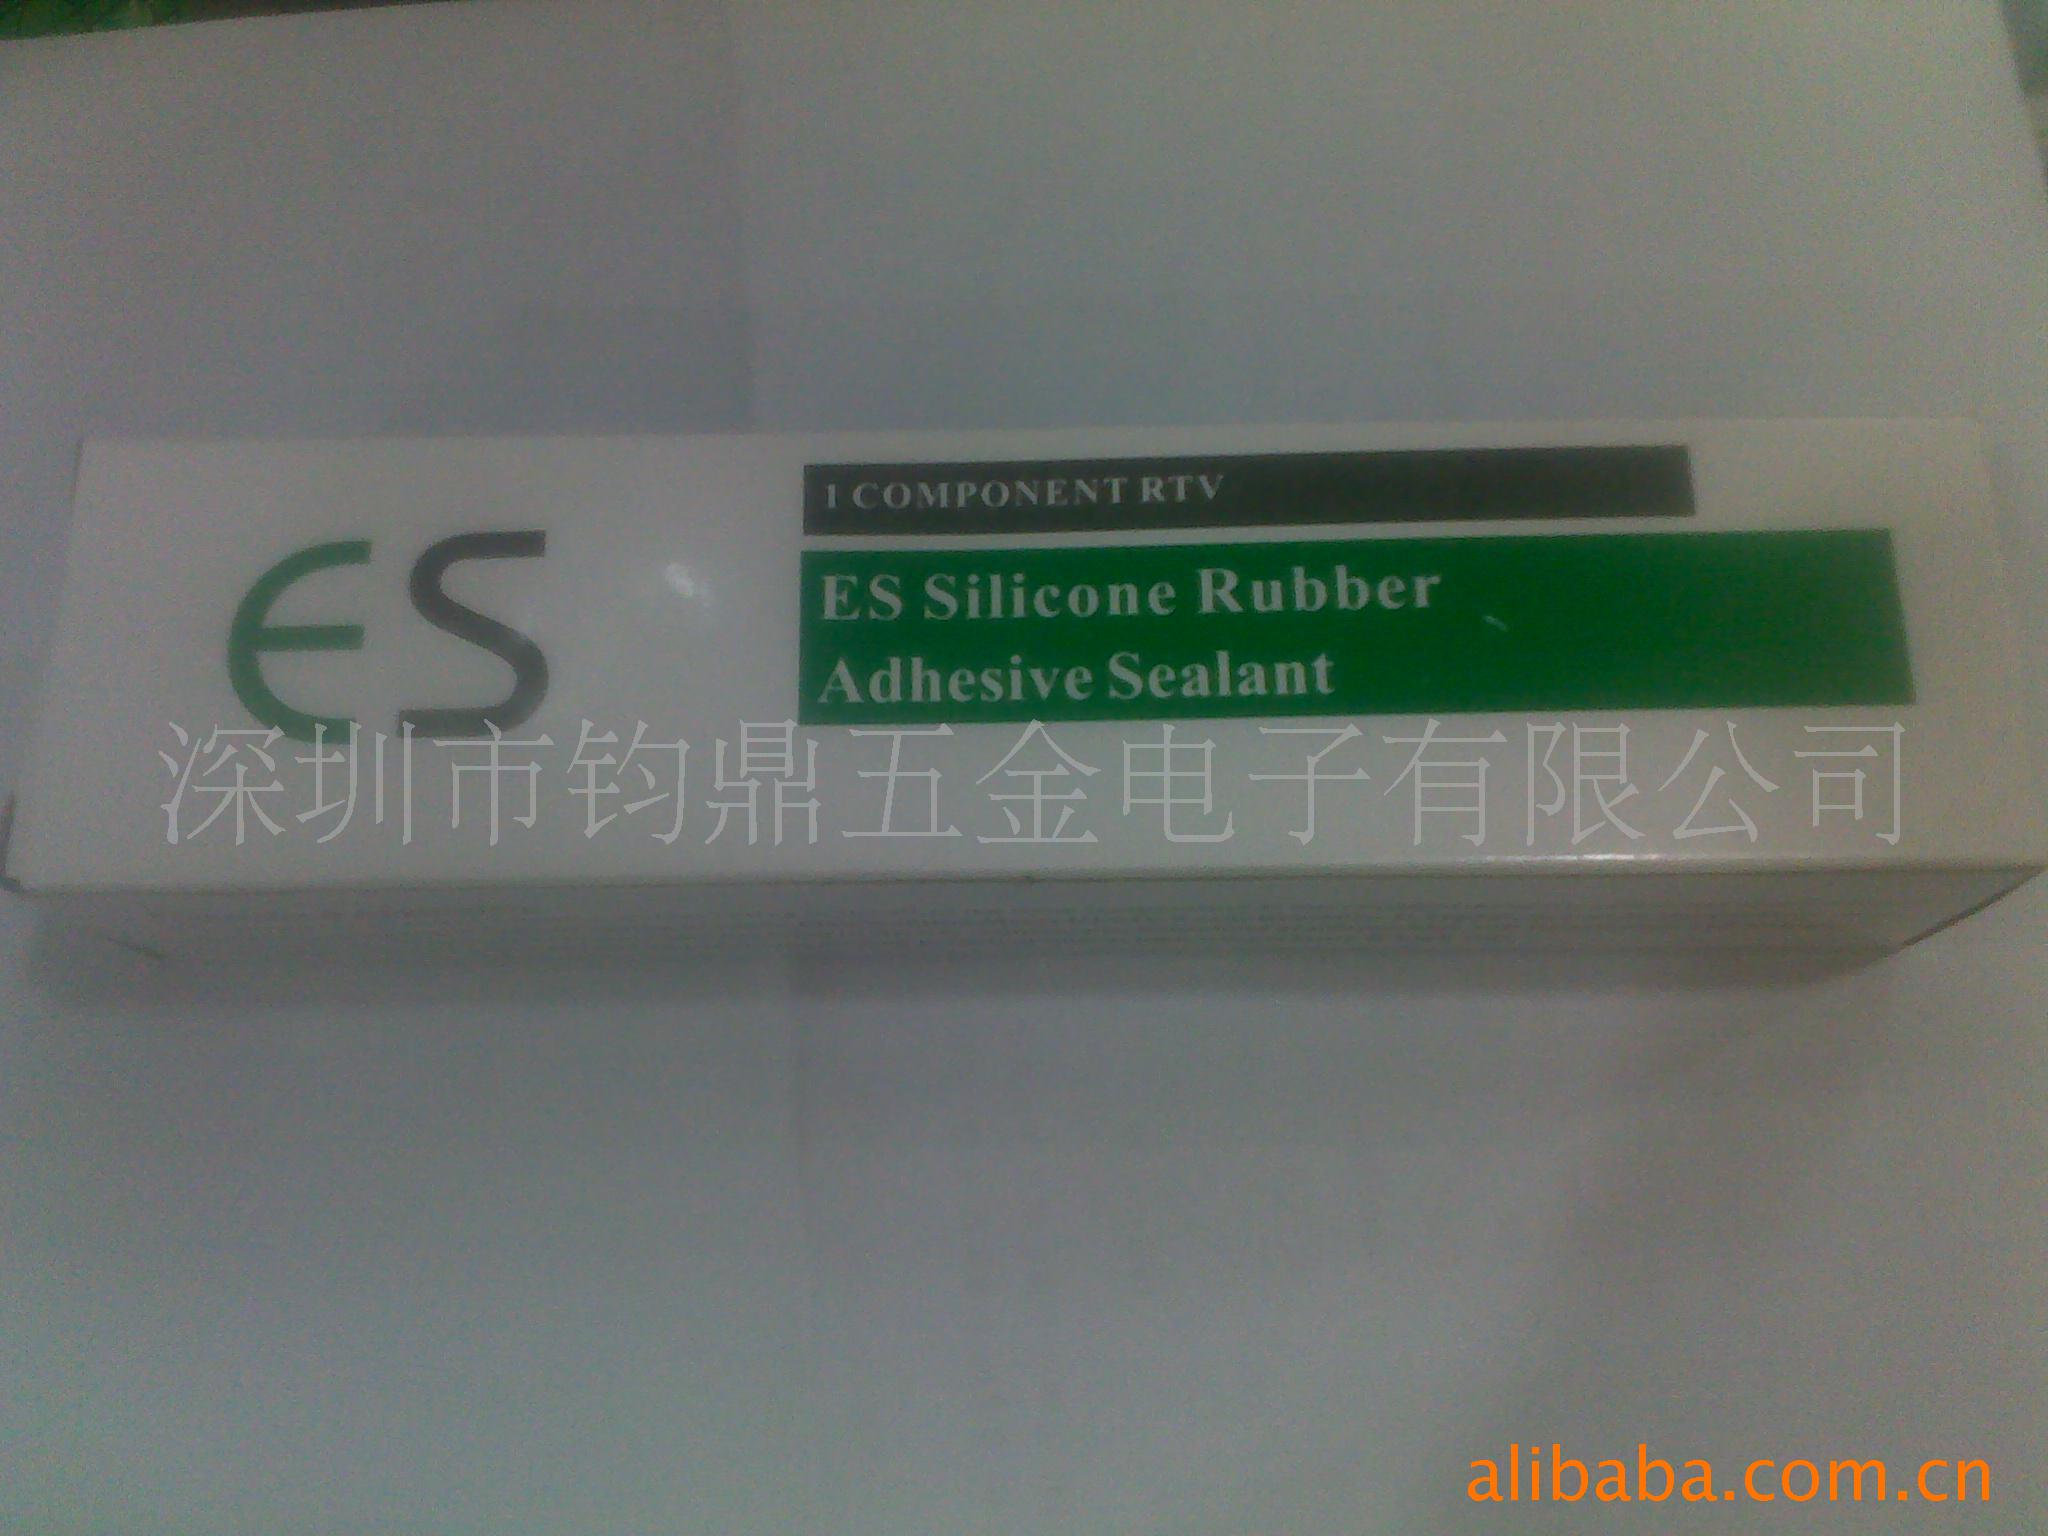 1 COMPONENT RTV
ES
ES Silicone Rubber
Adhesive Sealant
深圳市钧鼎五金电子有限公司
alibaba.com.cn